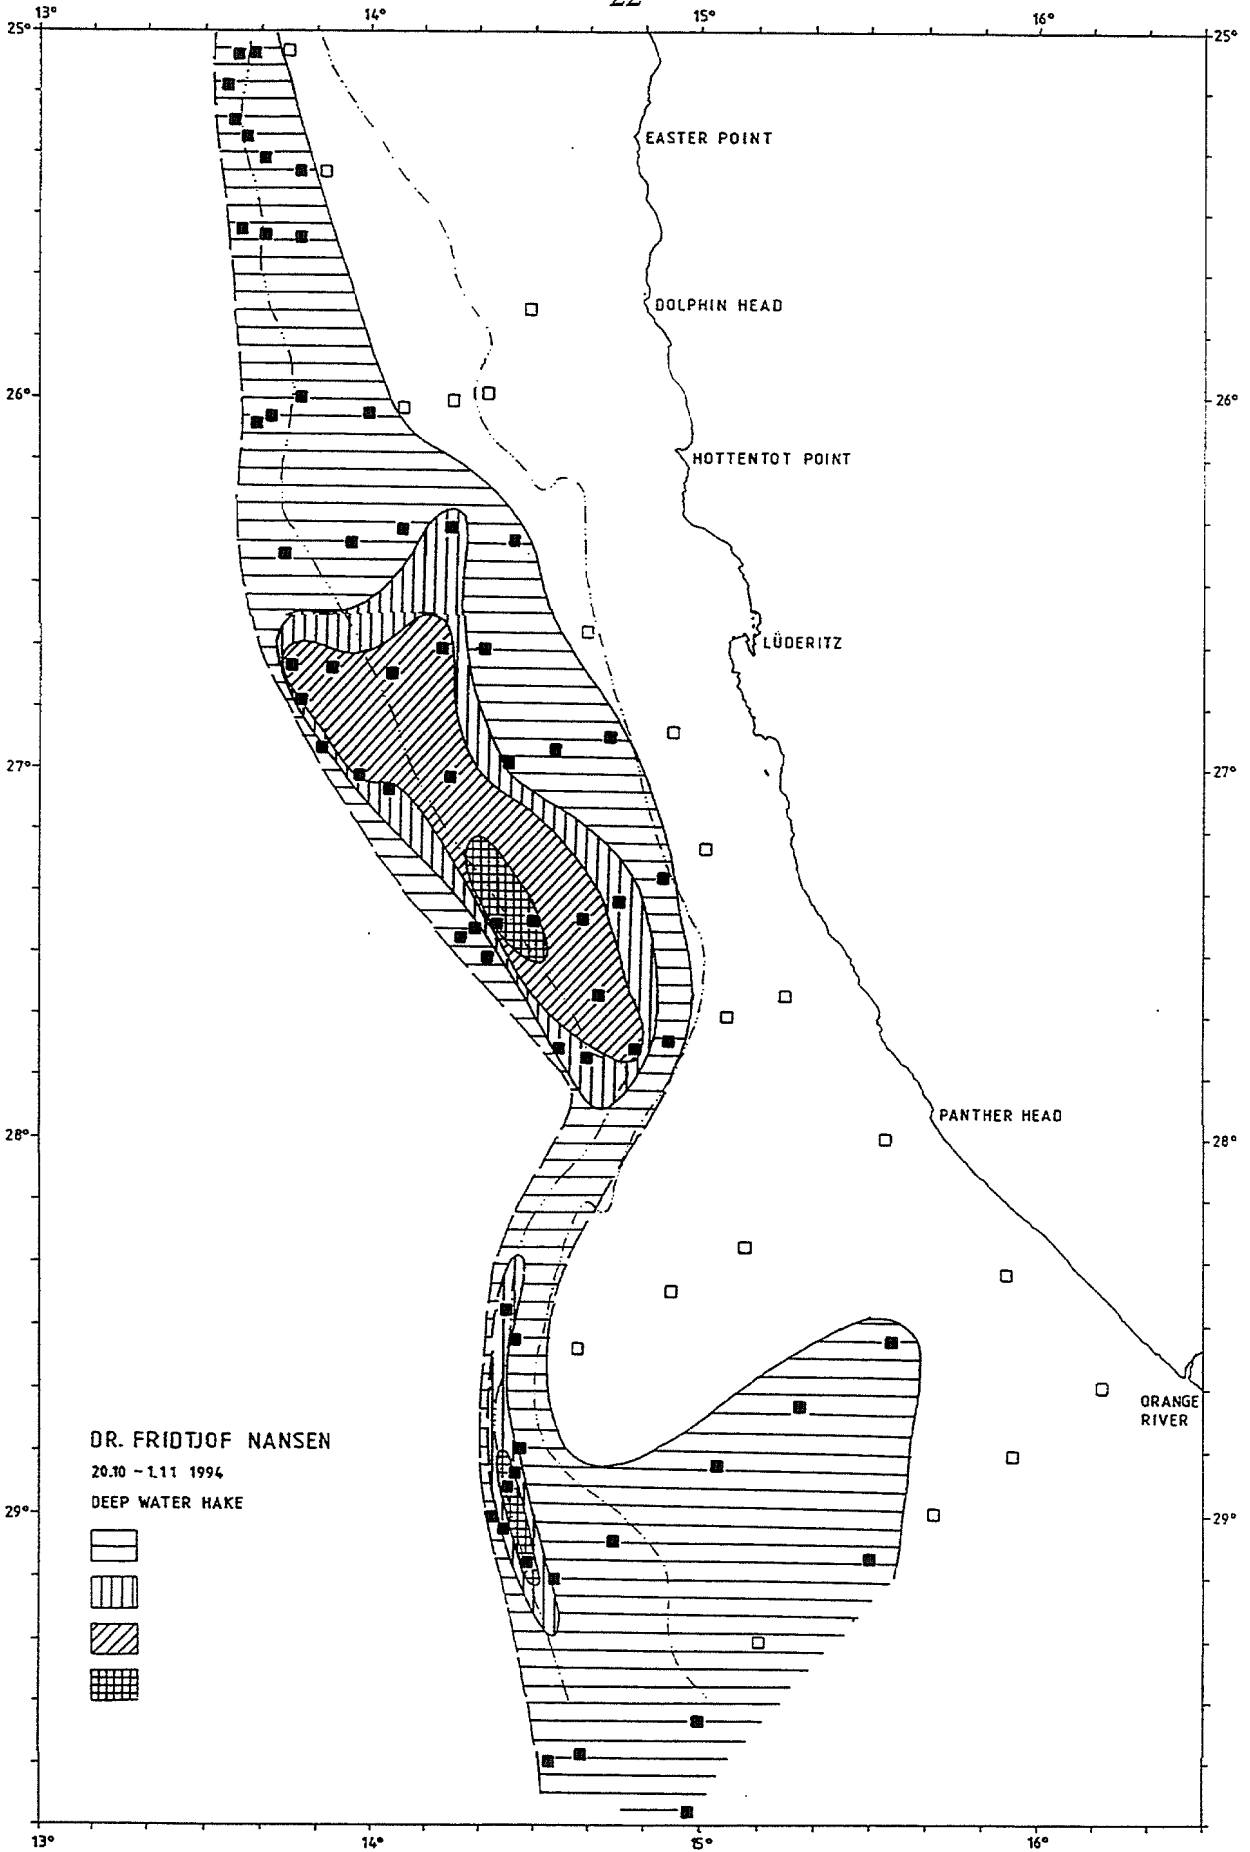 22
13° 14° 15° 16°
25° 25°
EASTER POINT
DOLPHIN HEAD
26° 26°
HOTTENTOT POINT
LÜDERITZ
27° 27°
PANTHER HEAD
28° 28°
ORANGE
RIVER
DR. FRIDTJOF NANSEN
20.10 - 1.11 1994
DEEP WATER HAKE
29° 29°
13° 14° 15° 16°